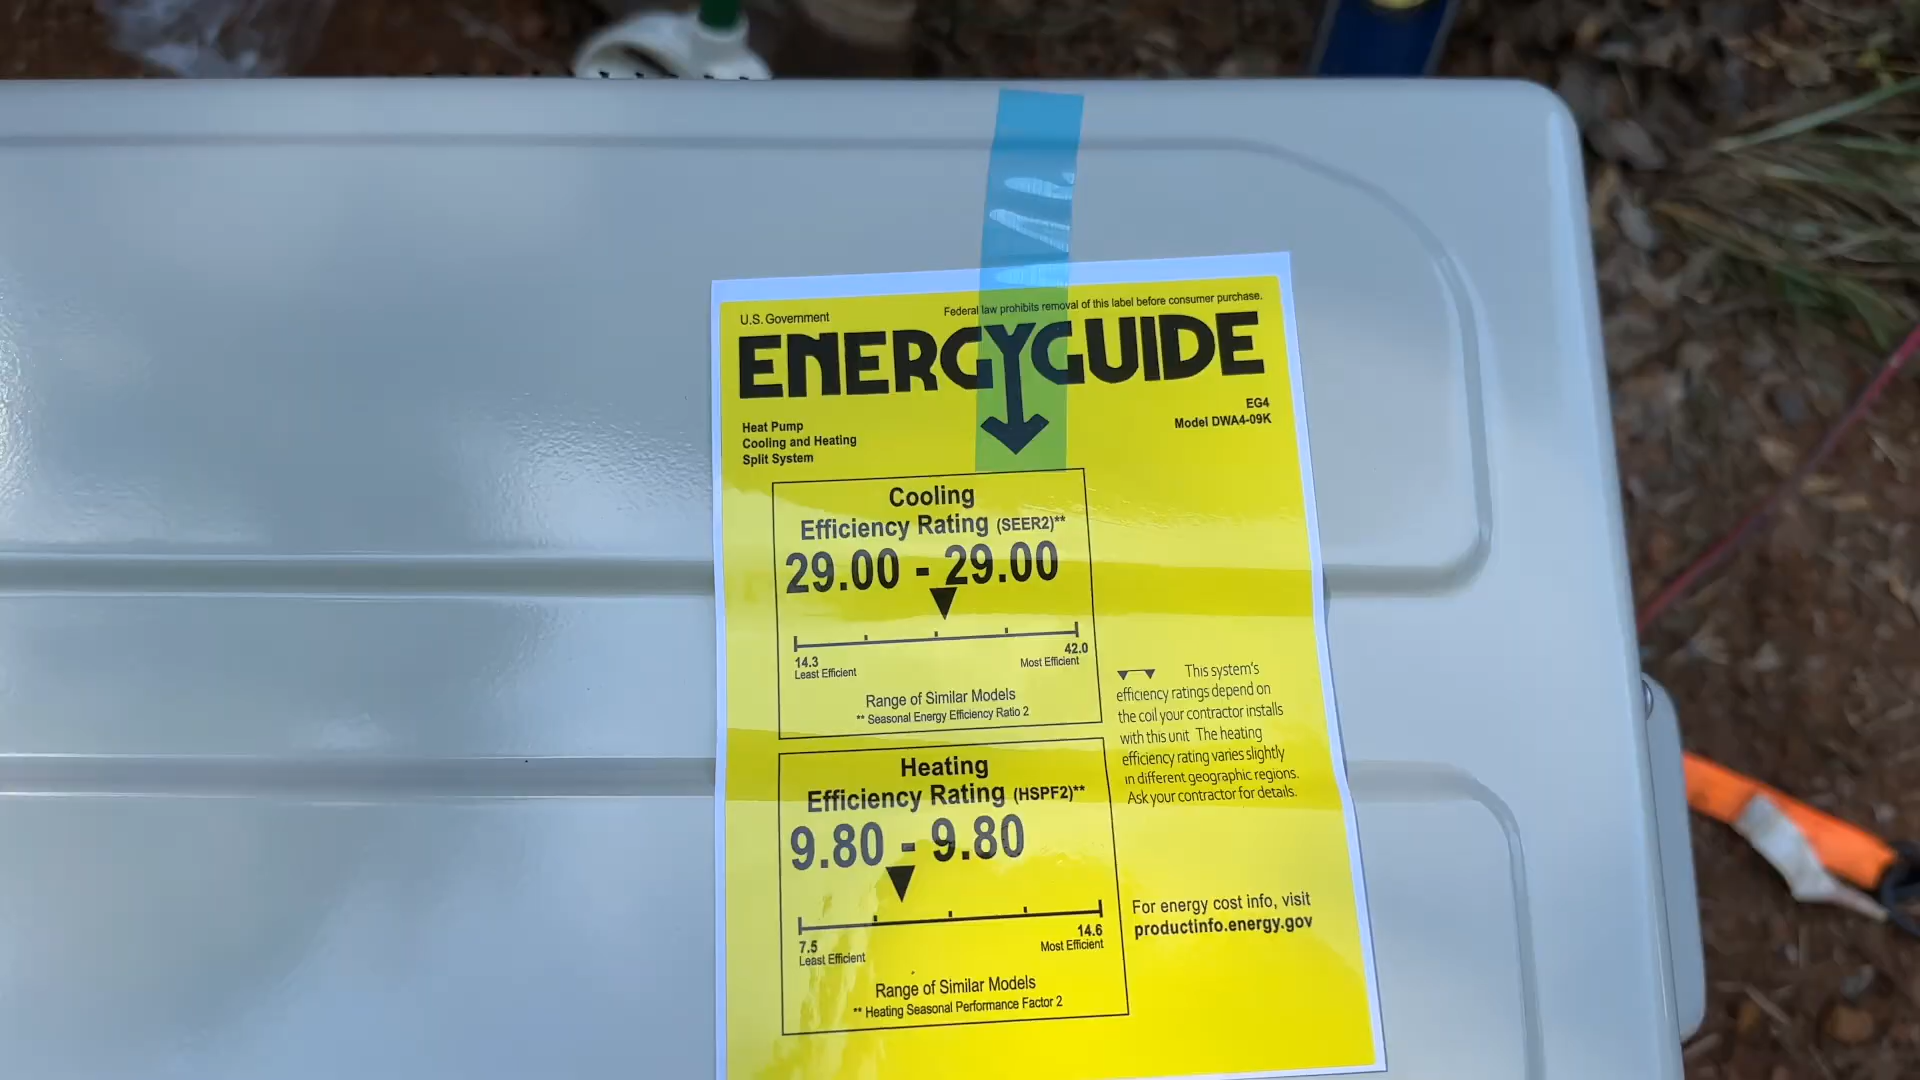 U.S. Government
Federal law prohibits removal of this label before consumer purchase.
ENERGYGUIDE
Heat Pump
Cooling and Heating
Split System
EG4
Model DWA4-09K
Cooling
Efficiency Rating (SEER2)**
29.00 - 29.00
14.3
Least Efficient
42.0
Most Efficient
Range of Similar Models
** Seasonal Energy Efficiency Ratio 2
This system's
efficiency ratings depend on
the coil your contractor installs
with this unit The heating
efficiency rating varies slightly
in different geographic regions.
Ask your contractor for details.
Heating
Efficiency Rating (HSPF2)**
9.80 - 9.80
7.5
Least Efficient
14.6
Most Efficient
Range of Similar Models
** Heating Seasonal Performance Factor 2
For energy cost info, visit
productinfo.energy.gov